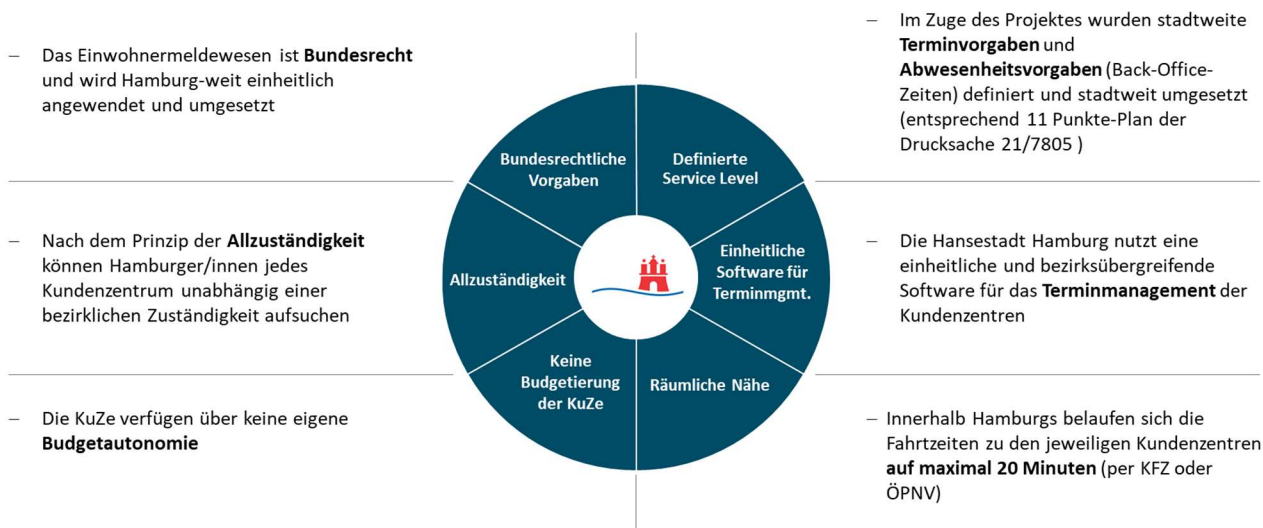 – Das Einwohnermeldewesen ist Bundesrecht
und wird Hamburg-weit einheitlich
angewendet und umgesetzt
– Nach dem Prinzip der Allzuständigkeit
können Hamburger/innen jedes
Kundenzentrum unabhängig einer
bezirklichen Zuständigkeit aufsuchen
– Die KuZe verfügen über keine eigene
Budgetautonomie
Bundesrechtliche
Vorgaben
Definierte
Service Level
Allzuständigkeit
Einheitliche
Software für
Terminmgmt.
Keine
Budgetierung
der KuZe
Räumliche Nähe
– Im Zuge des Projektes wurden stadtweite
Terminvorgaben und
Abwesenheitsvorgaben (Back-Office-
Zeiten) definiert und stadtweit umgesetzt
(entsprechend 11 Punkte-Plan der
Drucksache 21/7805 )
– Die Hansestadt Hamburg nutzt eine
einheitliche und bezirksübergreifende
Software für das Terminmanagement der
Kundenzentren
– Innerhalb Hamburgs belaufen sich die
Fahrtzeiten zu den jeweiligen Kundenzentren
auf maximal 20 Minuten (per KFZ oder
ÖPNV)